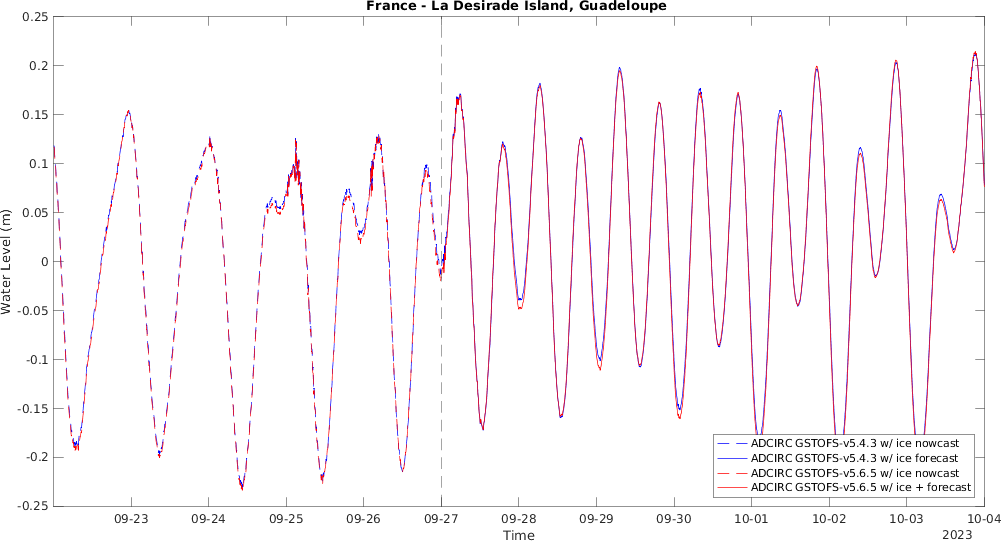 France - La Desirade Island, Guadeloupe
0.25
0.2
0.15
0.1
0.05
0
-0.05
-0.1
-0.15
-0.2
-0.25
Water Level (m)
ADCIRC GSTOFS-v5.4.3 w/ ice nowcast
ADCIRC GSTOFS-v5.4.3 w/ ice forecast
ADCIRC GSTOFS-v5.6.5 w/ ice nowcast
ADCIRC GSTOFS-v5.6.5 w/ ice + forecast
09-23 09-24 09-25 09-26 09-27 09-28 09-29 09-30 10-01 10-02 10-03 10-04
Time
2023